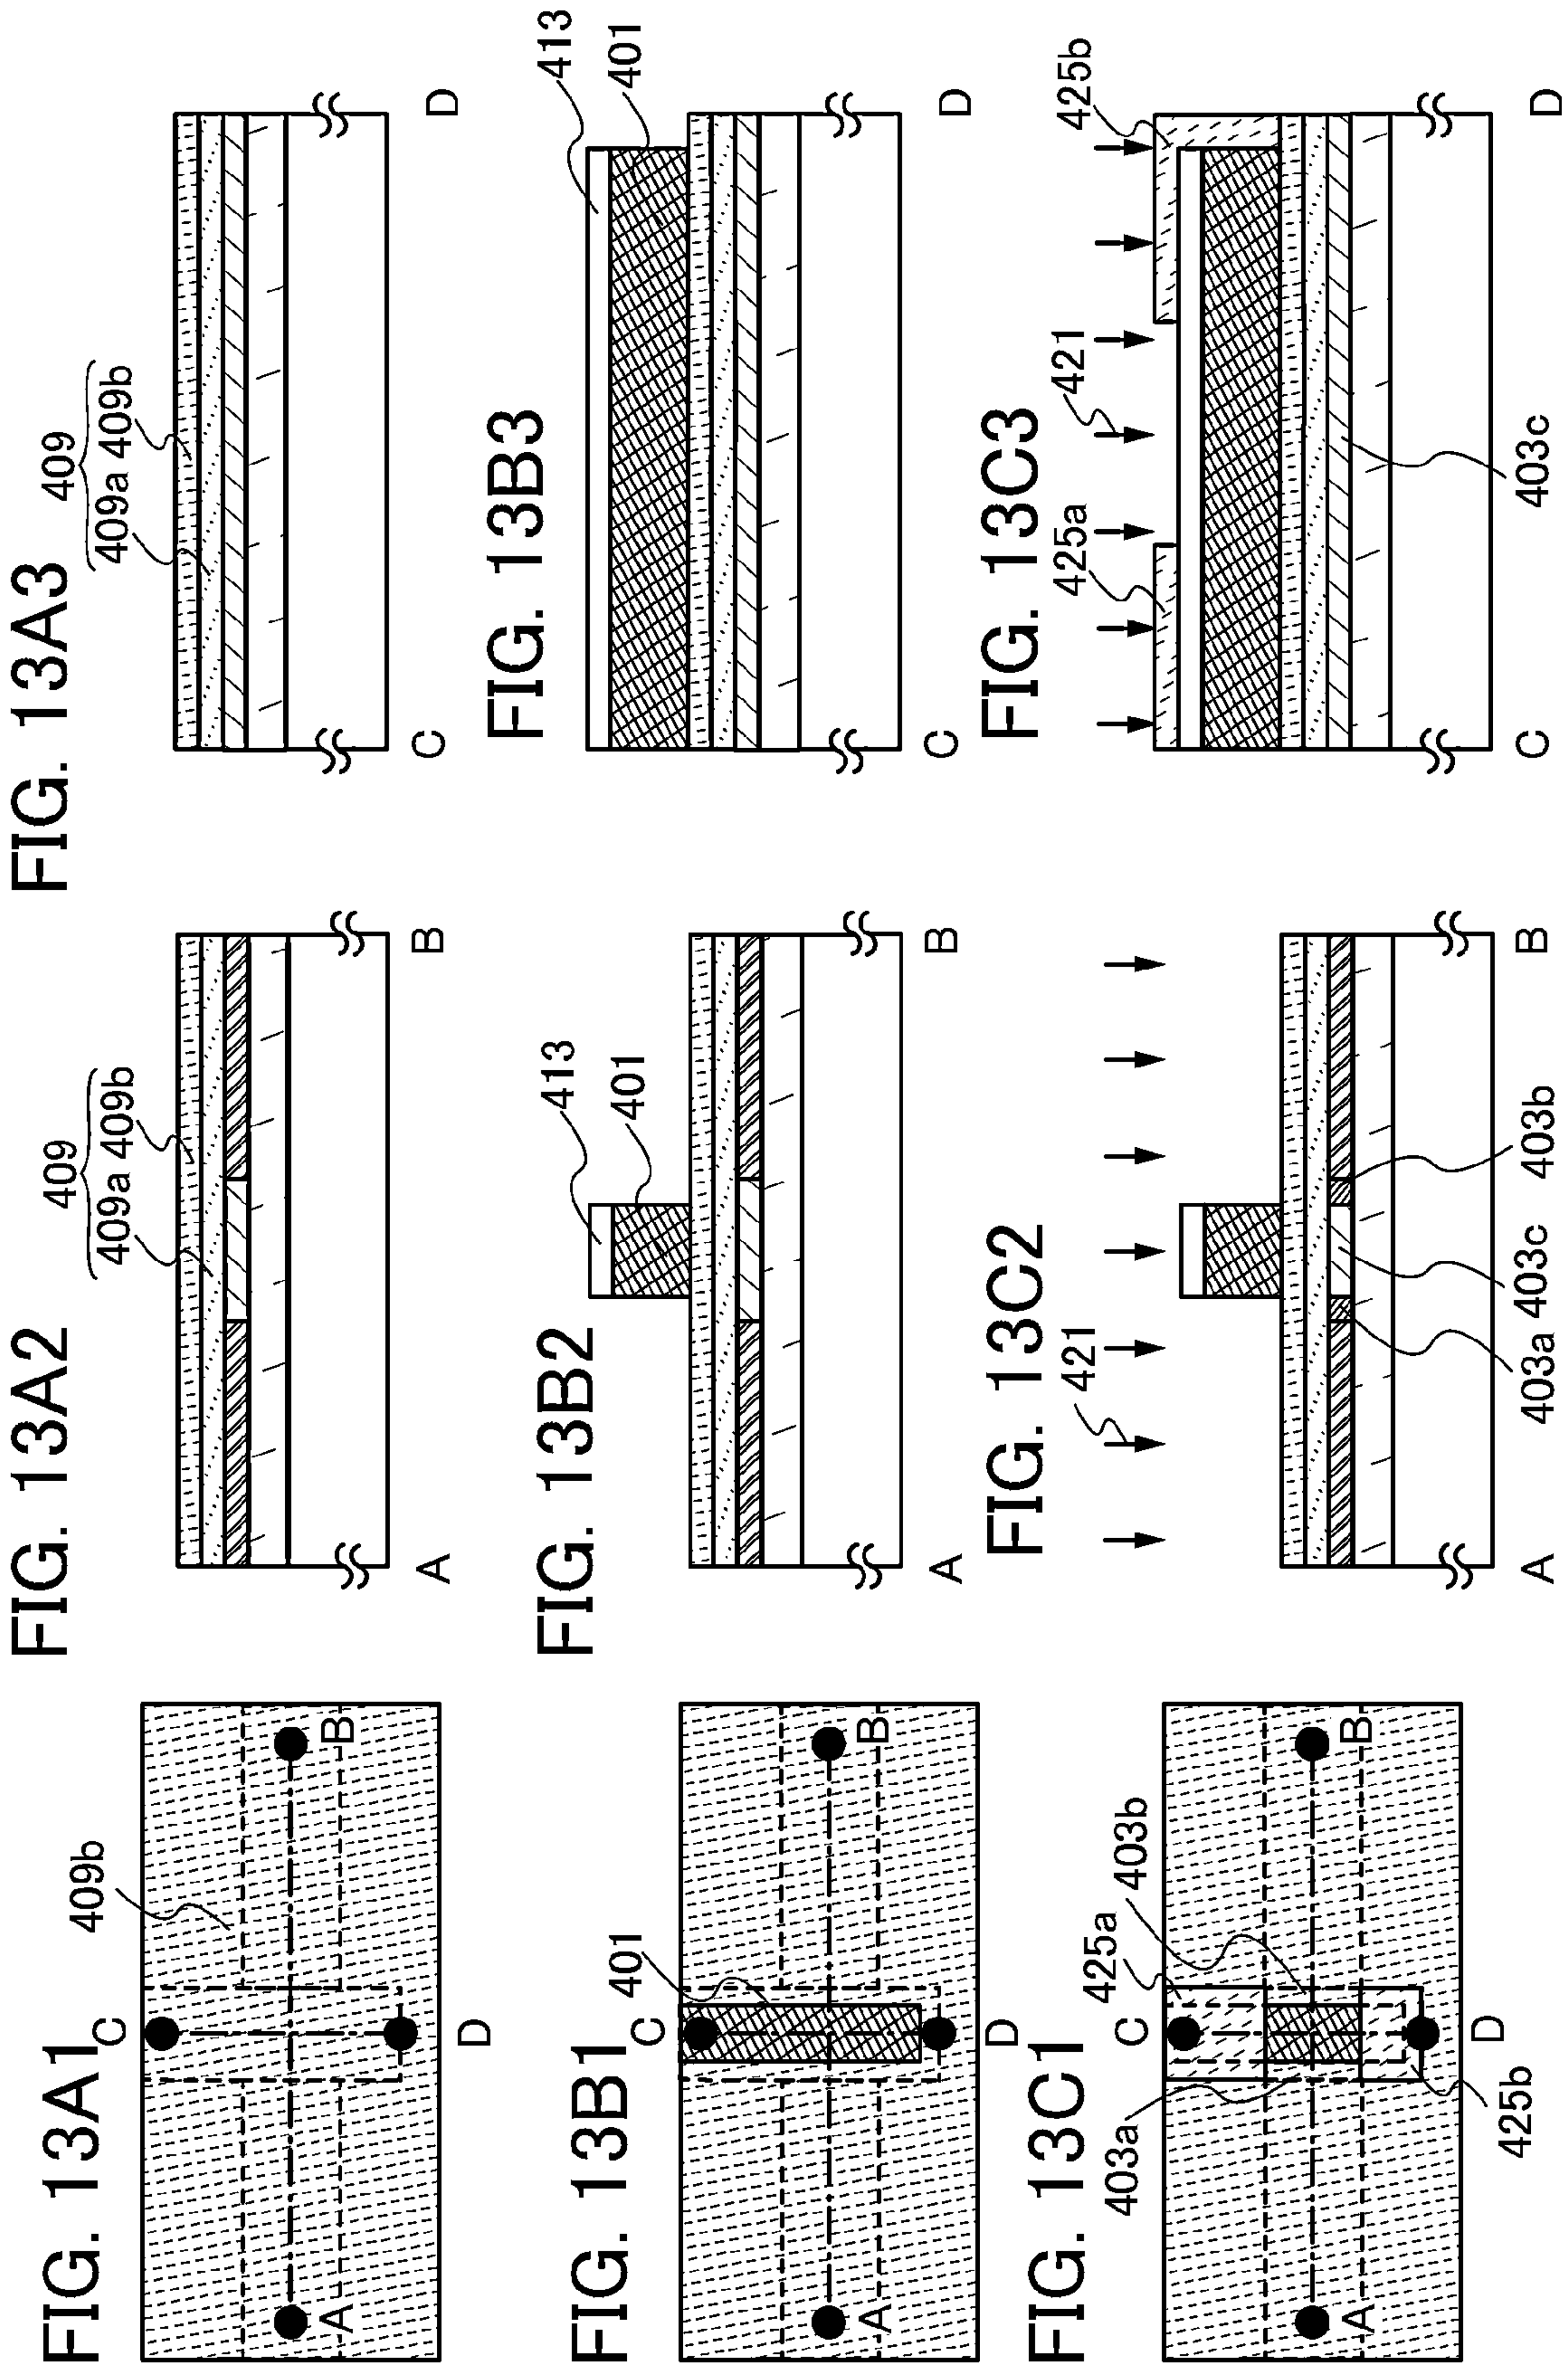 FIG. 13A1
C
409b
A
B
D
FIG. 13A2
409
409a 409b
A
B
FIG. 13A3
409
409a 409b
C
D
FIG. 13B1
C
401
A
B
D
FIG. 13B2
413
401
A
B
FIG. 13B3
413
401
C
D
FIG. 13C1
403a
C
425a
403b
A
B
D
425b
FIG. 13C2
421
A
403a
403c
403b
B
FIG. 13C3
425a
421
425b
C
403c
D